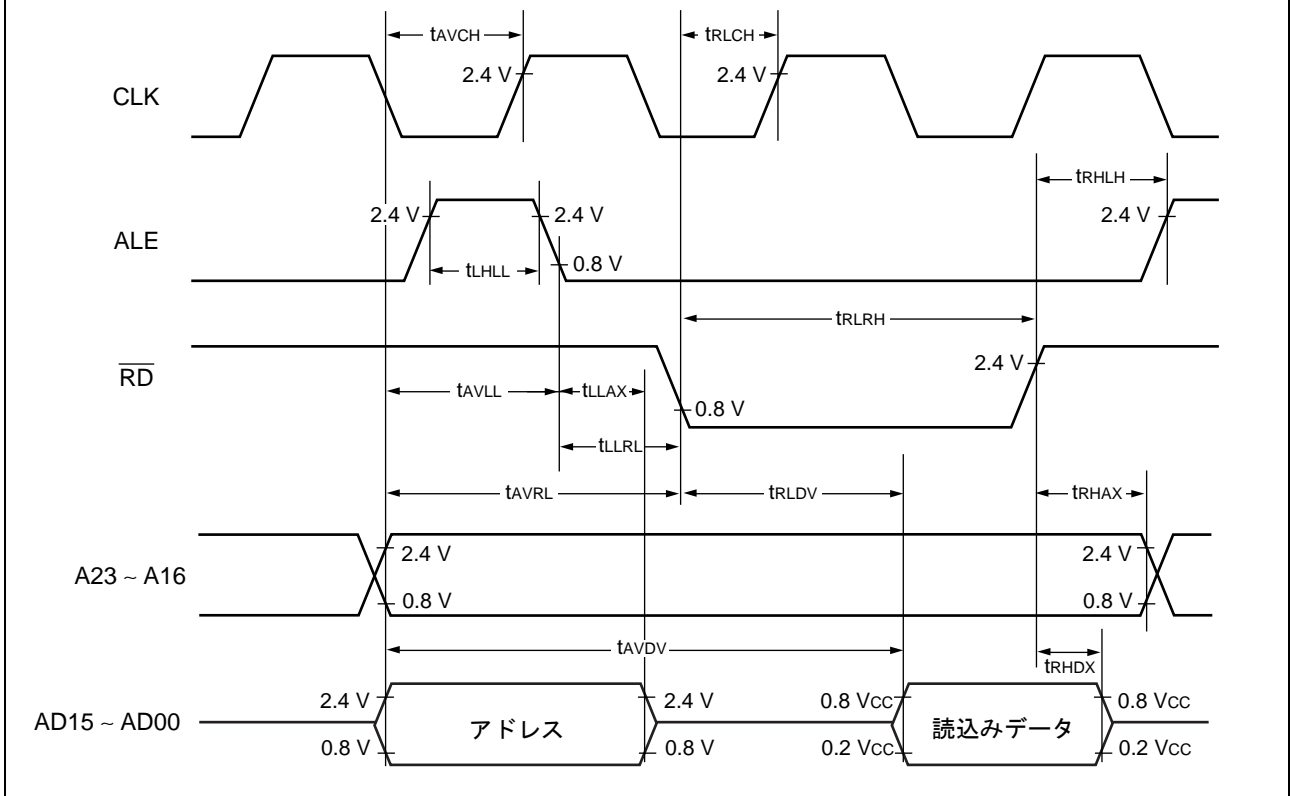 tAVCH
tRLCH
2.4 V
2.4 V
CLK
tRHLH
2.4 V
2.4 V
2.4 V
ALE
tLHLL
0.8 V
tRLRH
RD
2.4 V
tAVLL
tLLAX
0.8 V
tLLRL
tAVRL
tRLDV
tRHAX
2.4 V
2.4 V
A23 ~ A16
0.8 V
0.8 V
tAVDV
tRHDX
2.4 V
2.4 V
0.8 VCC
0.8 VCC
AD15 ~ AD00
アドレス
読込みデータ
0.8 V
0.8 V
0.2 VCC
0.2 VCC